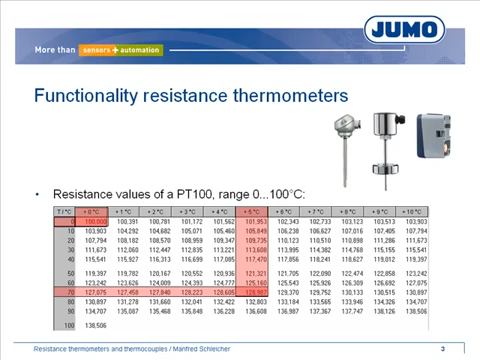 JUMO
More than sensors + automation
Functionality resistance thermometers
• Resistance values of a PT100, range 0...100°C:
T / °C + 0 °C + 1 °C + 2 °C + 3 °C + 4 °C + 5 °C + 6 °C + 7 °C + 8 °C + 9 °C + 10 °C
0 100,000 100,391 100,781 101,172 101,562 101,953 102,343 102,733 103,123 103,513 103,903
10 103,903 104,292 104,682 105,071 105,460 105,849 106,238 106,627 107,016 107,405 107,794
20 107,794 108,182 108,570 108,959 109,347 109,735 110,123 110,510 110,898 111,286 111,673
30 111,673 112,060 112,447 112,835 113,221 113,608 113,995 114,382 114,768 115,155 115,541
40 115,541 115,927 116,313 116,699 117,085 117,470 117,856 118,241 118,627 119,012 119,397
50 119,397 119,782 120,167 120,552 120,936 121,321 121,705 122,090 122,474 122,858 123,242
60 123,242 123,626 124,009 124,393 124,777 125,160 125,543 125,926 126,309 126,692 127,075
70 127,075 127,458 127,840 128,223 128,605 128,987 129,370 129,752 130,133 130,515 130,897
80 130,897 131,278 131,660 132,041 132,422 132,803 133,184 133,565 133,946 134,326 134,707
90 134,707 135,087 135,468 135,848 136,228 136,608 136,987 137,367 137,747 138,126 138,506
100 138,506
Resistance thermometers and thermocouples / Manfred Schleicher 3